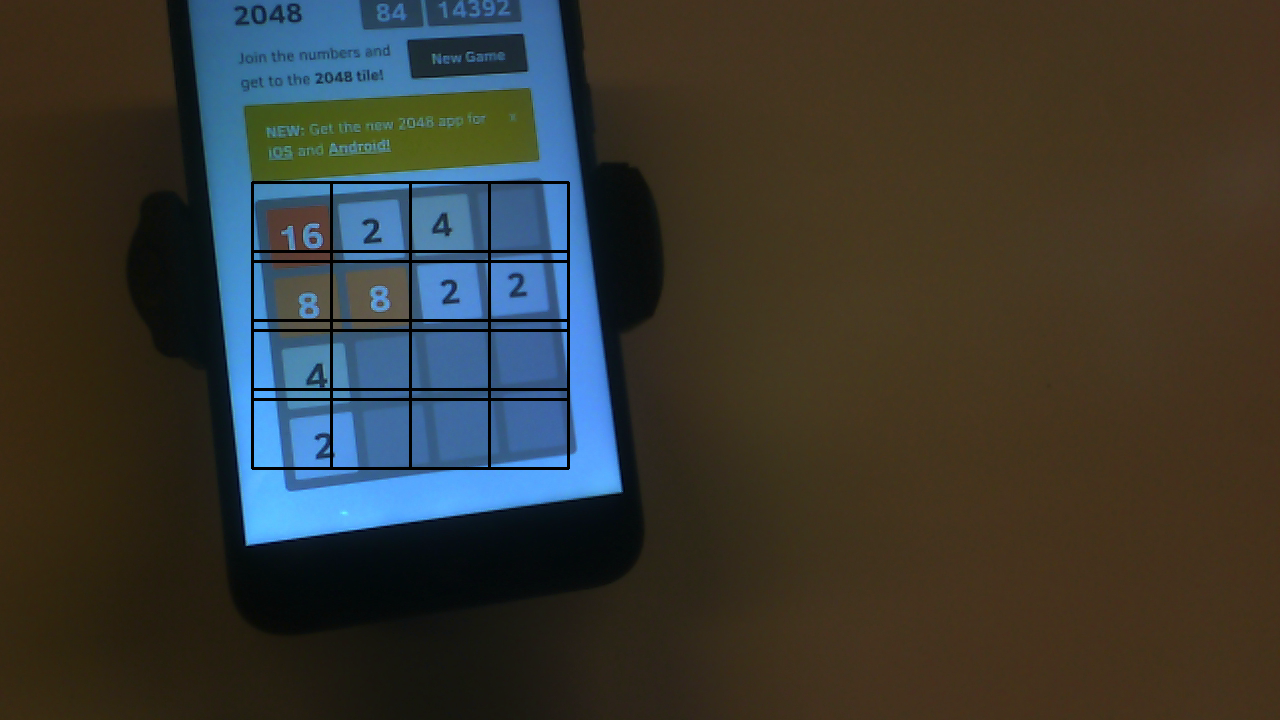 2048 84 14392
Join the numbers and
get to the 2048 tile!
New Game
NEW: Get the new 2048 app for x
iOS and Android!
16 2 4
8 8 2 2
4
2